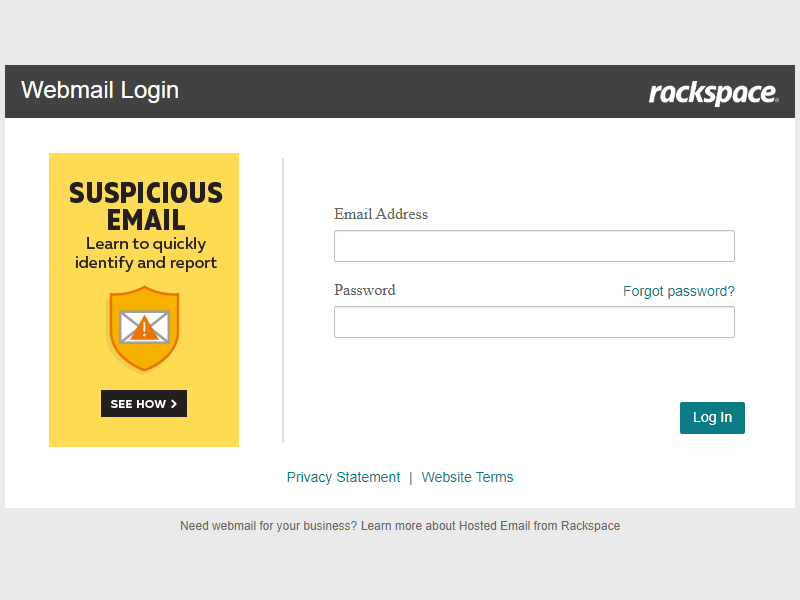 Webmail Login
rackspace
SUSPICIOUS
EMAIL
Learn to quickly
identify and report
SEE HOW >
Email Address
Password
Forgot password?
Log In
Privacy Statement | Website Terms
Need webmail for your business? Learn more about Hosted Email from Rackspace